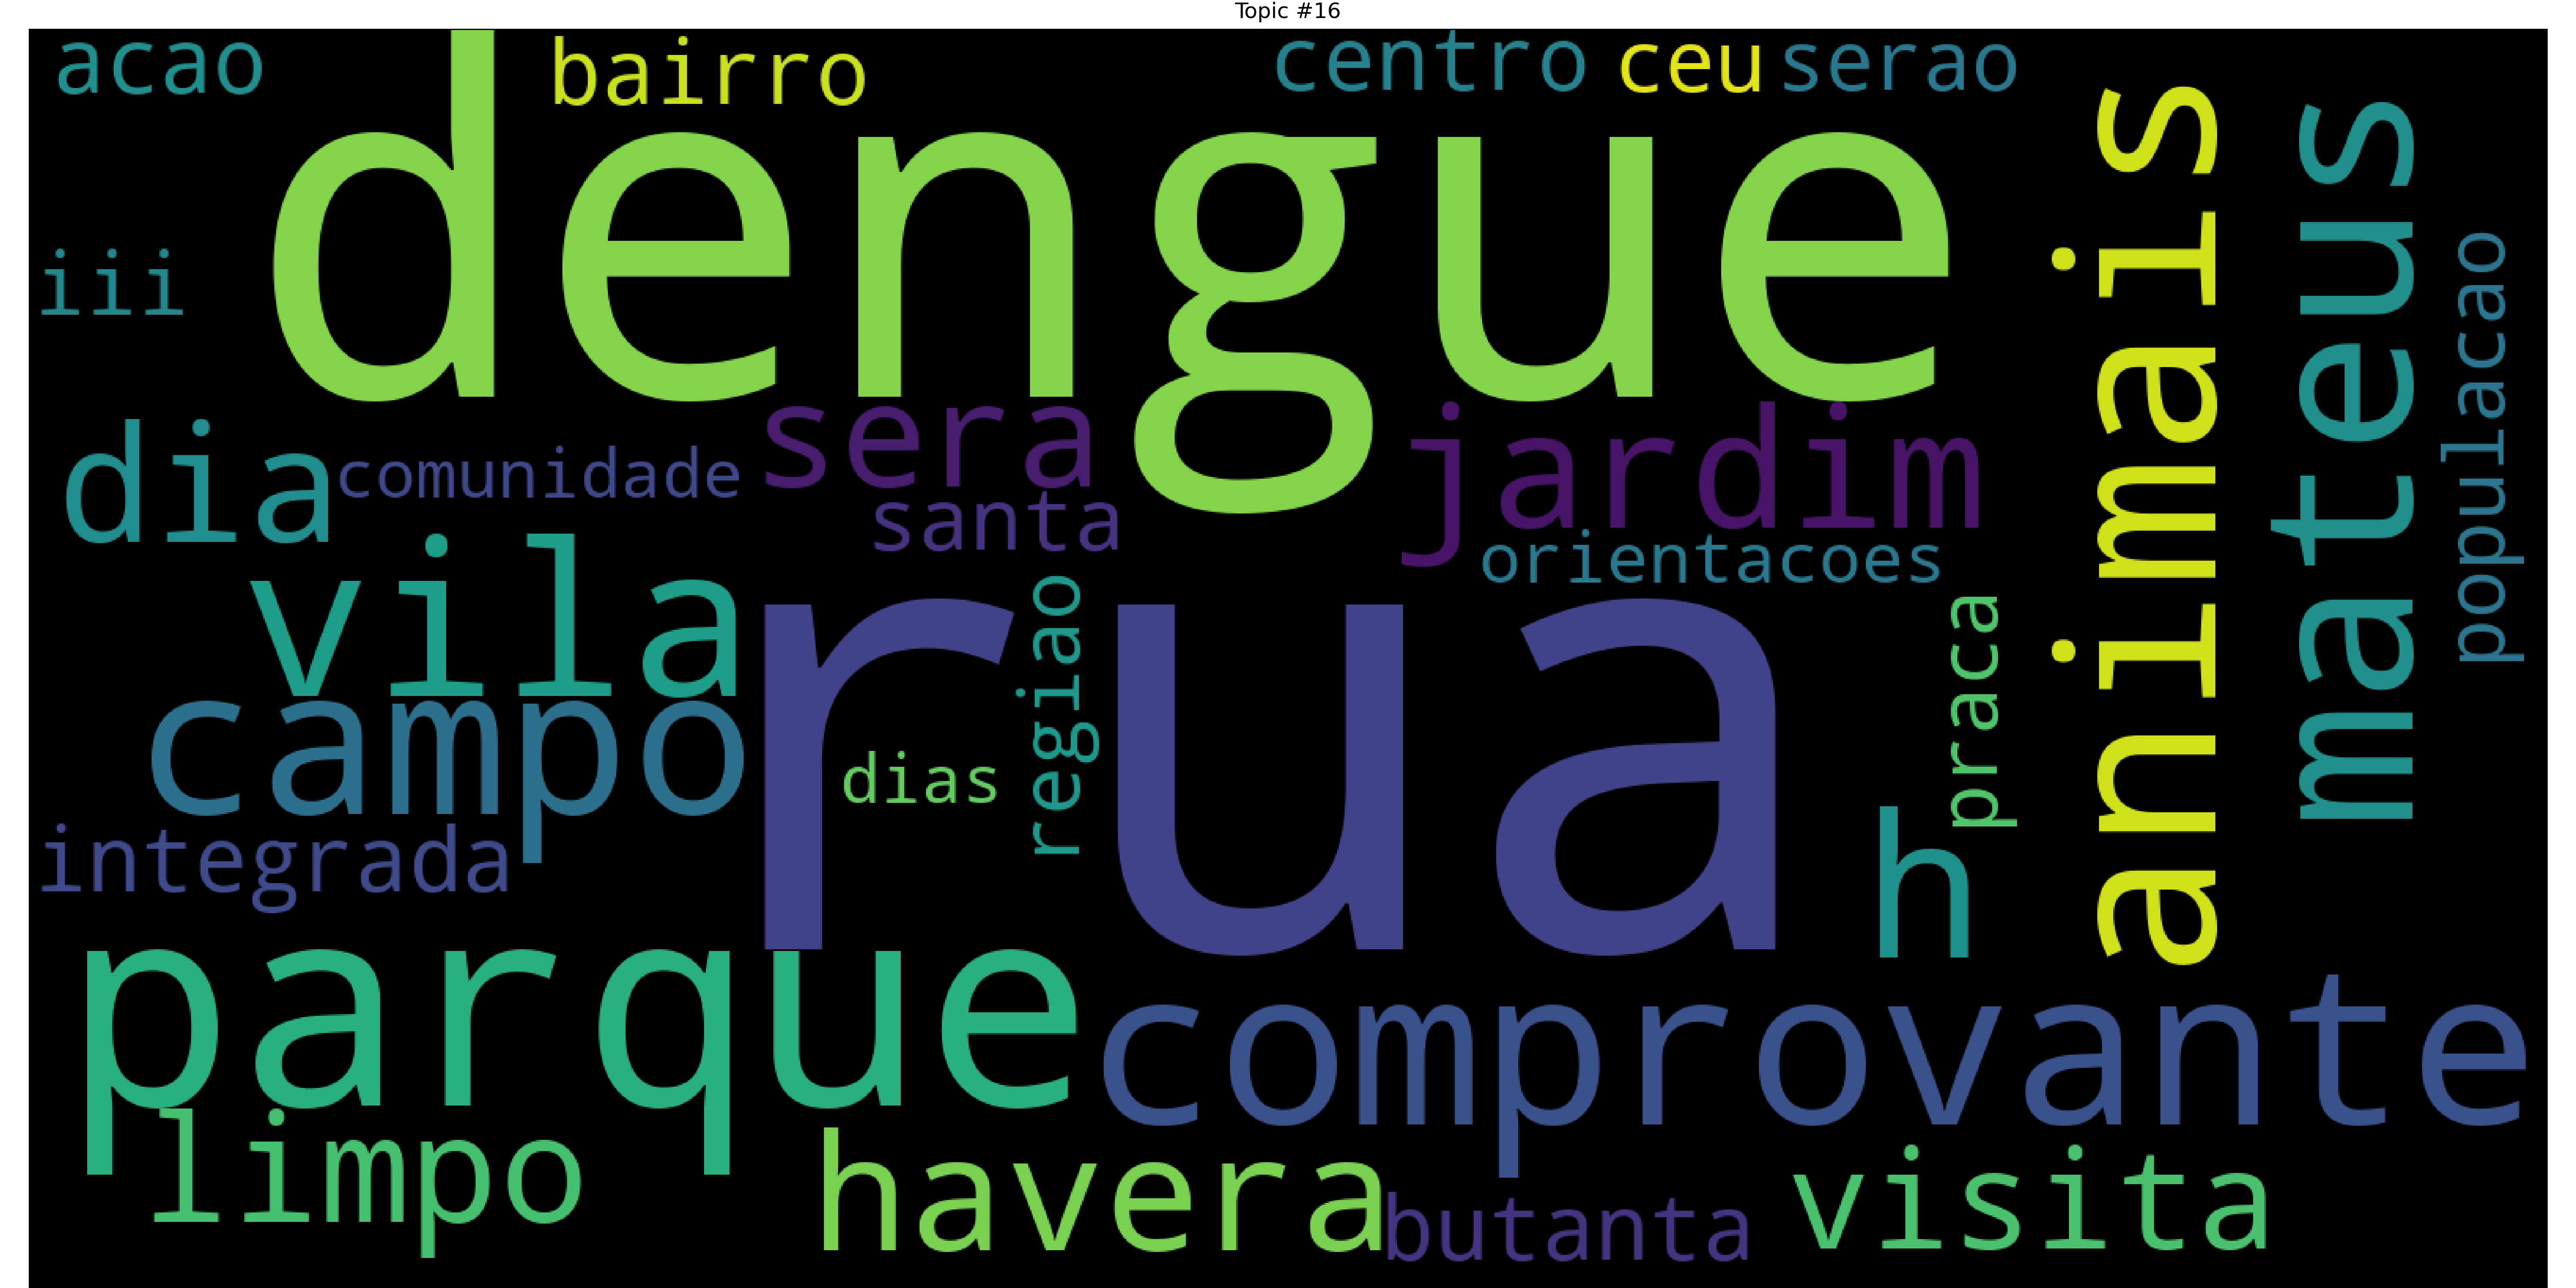 Topic #16
acao
bairro
centro
ceu
serao
dengue
animais
mateus
populacao
iii
dia
comunidade
sera
santa
jardim
orientacoes
vila
campo
rua
regiao
dias
praca
h
integrada
parque
comprovante
limpo
havera
butanta
visita